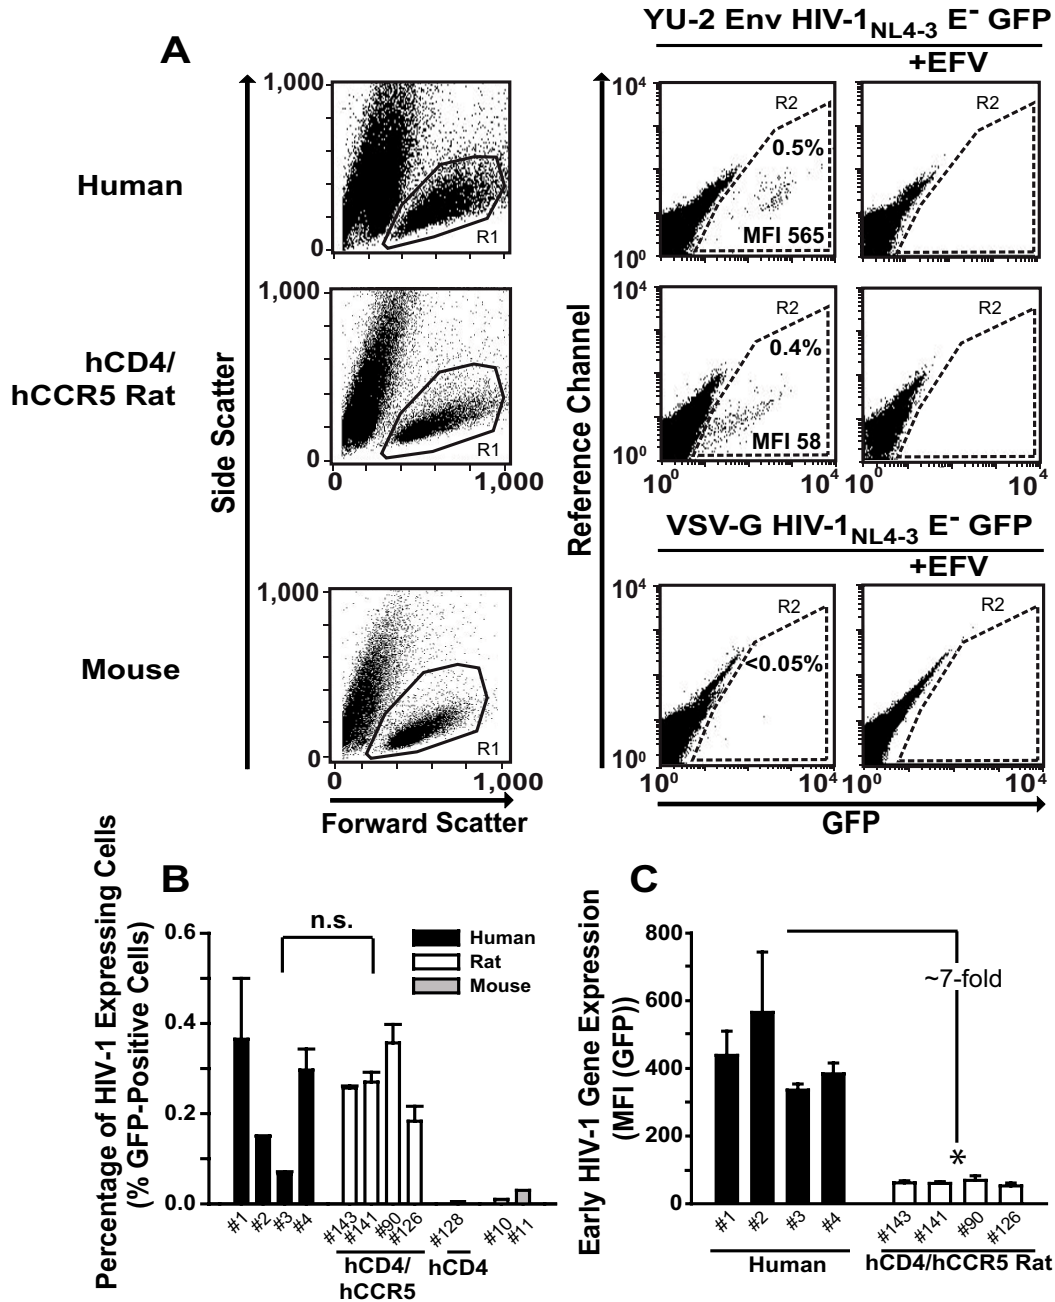 A
YU-2 Env HIV-1NL4-3 E- GFP
+EFV
Human
hCD4/
hCCR5 Rat
Mouse
Side Scatter
1,000
0
R1
1,000
0
R1
0 1,000
1,000
0
R1
0 1,000
Forward Scatter
Reference Channel
10^4
10^0
R2
0.5%
MFI 565
R2
10^4
10^0
R2
0.4%
MFI 58
R2
10^0 10^4 10^0 10^4
VSV-G HIV-1NL4-3 E- GFP
+EFV
10^4
10^0
R2
<0.05%
R2
10^0 10^4 10^0 10^4
GFP
B
Percentage of HIV-1 Expressing Cells
(% GFP-Positive Cells)
0.6
0.4
0.2
0.0
n.s.
Human
Rat
Mouse
#1 #2 #3 #4 #143 #141 #90 #126 #128 #10 #11
hCD4/
hCCR5
hCD4
C
Early HIV-1 Gene Expression
(MFI (GFP))
800
600
400
200
0
~7-fold
*
#1 #2 #3 #4 #143 #141 #90 #126
Human hCD4/hCCR5 Rat